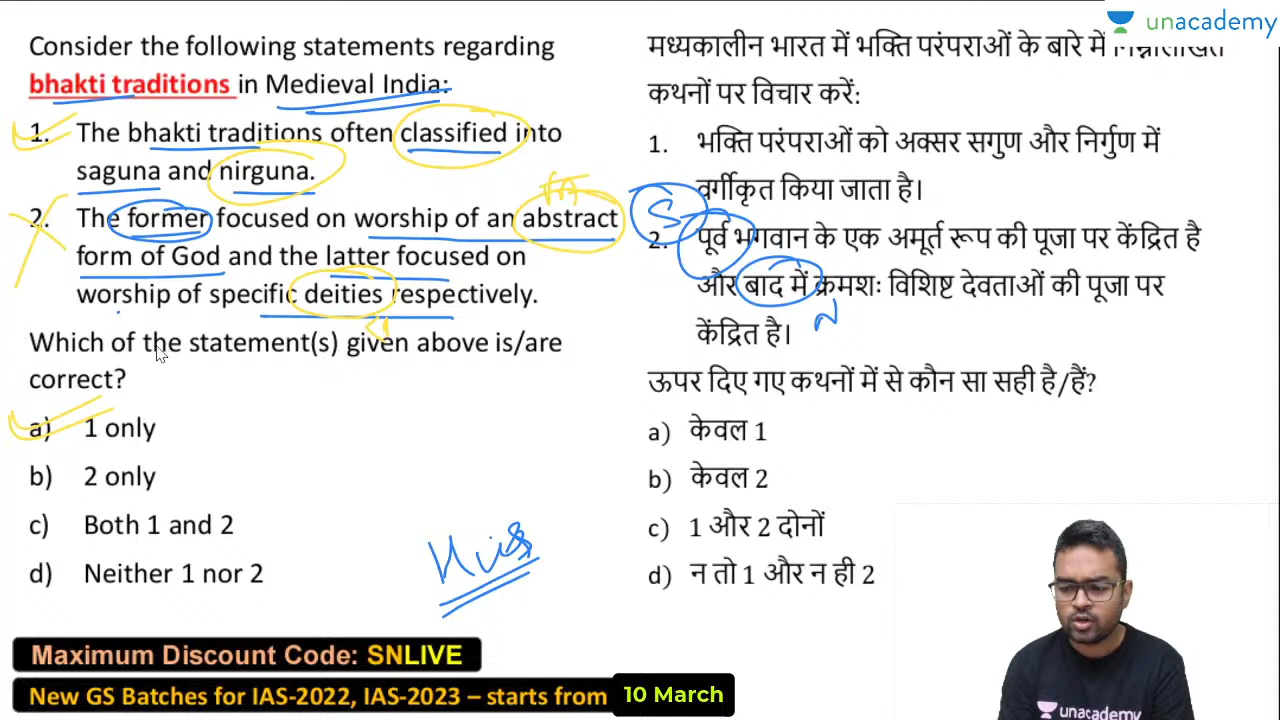 unacademy
Consider the following statements regarding
bhakti traditions in Medieval India:
1. The bhakti traditions often classified into
saguna and nirguna.
2. The former focused on worship of an abstract
form of God and the latter focused on
worship of specific deities respectively.
Which of the statement(s) given above is/are
correct?
a) 1 only
b) 2 only
c) Both 1 and 2
d) Neither 1 nor 2
मध्यकालीन भारत में भक्ति परंपराओं के बारे में निम्नलिखित
कथनों पर विचार करें:
1. भक्ति परंपराओं को अक्सर सगुण और निर्गुण में
वर्गीकृत किया जाता है।
S
2. पूर्व भगवान के एक अमूर्त रूप की पूजा पर केंद्रित है
और बाद में क्रमशः विशिष्ट देवताओं की पूजा पर
केंद्रित है।
N
ऊपर दिए गए कथनों में से कौन सा सही है/हैं?
a) केवल 1
b) केवल 2
c) 1 और 2 दोनों
d) न तो 1 और न ही 2
Maximum Discount Code: SNLIVE
New GS Batches for IAS-2022, IAS-2023 – starts from 10 March
unacademy